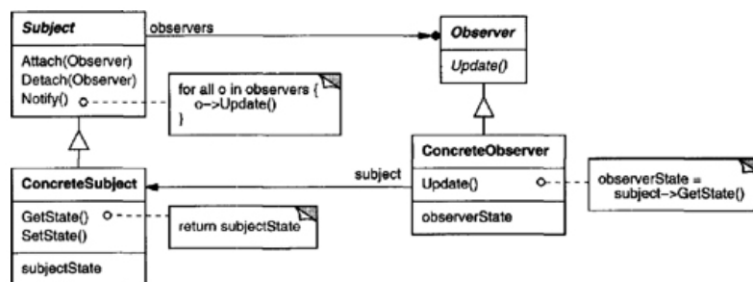 Subject
observers
Observer
Attach(Observer)
Detach(Observer)
Notify()
for all o in observers {
o->Update()
}
Update()
ConcreteSubject
GetState()
SetState()
subjectState
return subjectState
subject
ConcreteObserver
Update()
observerState
observerState =
subject->GetState()